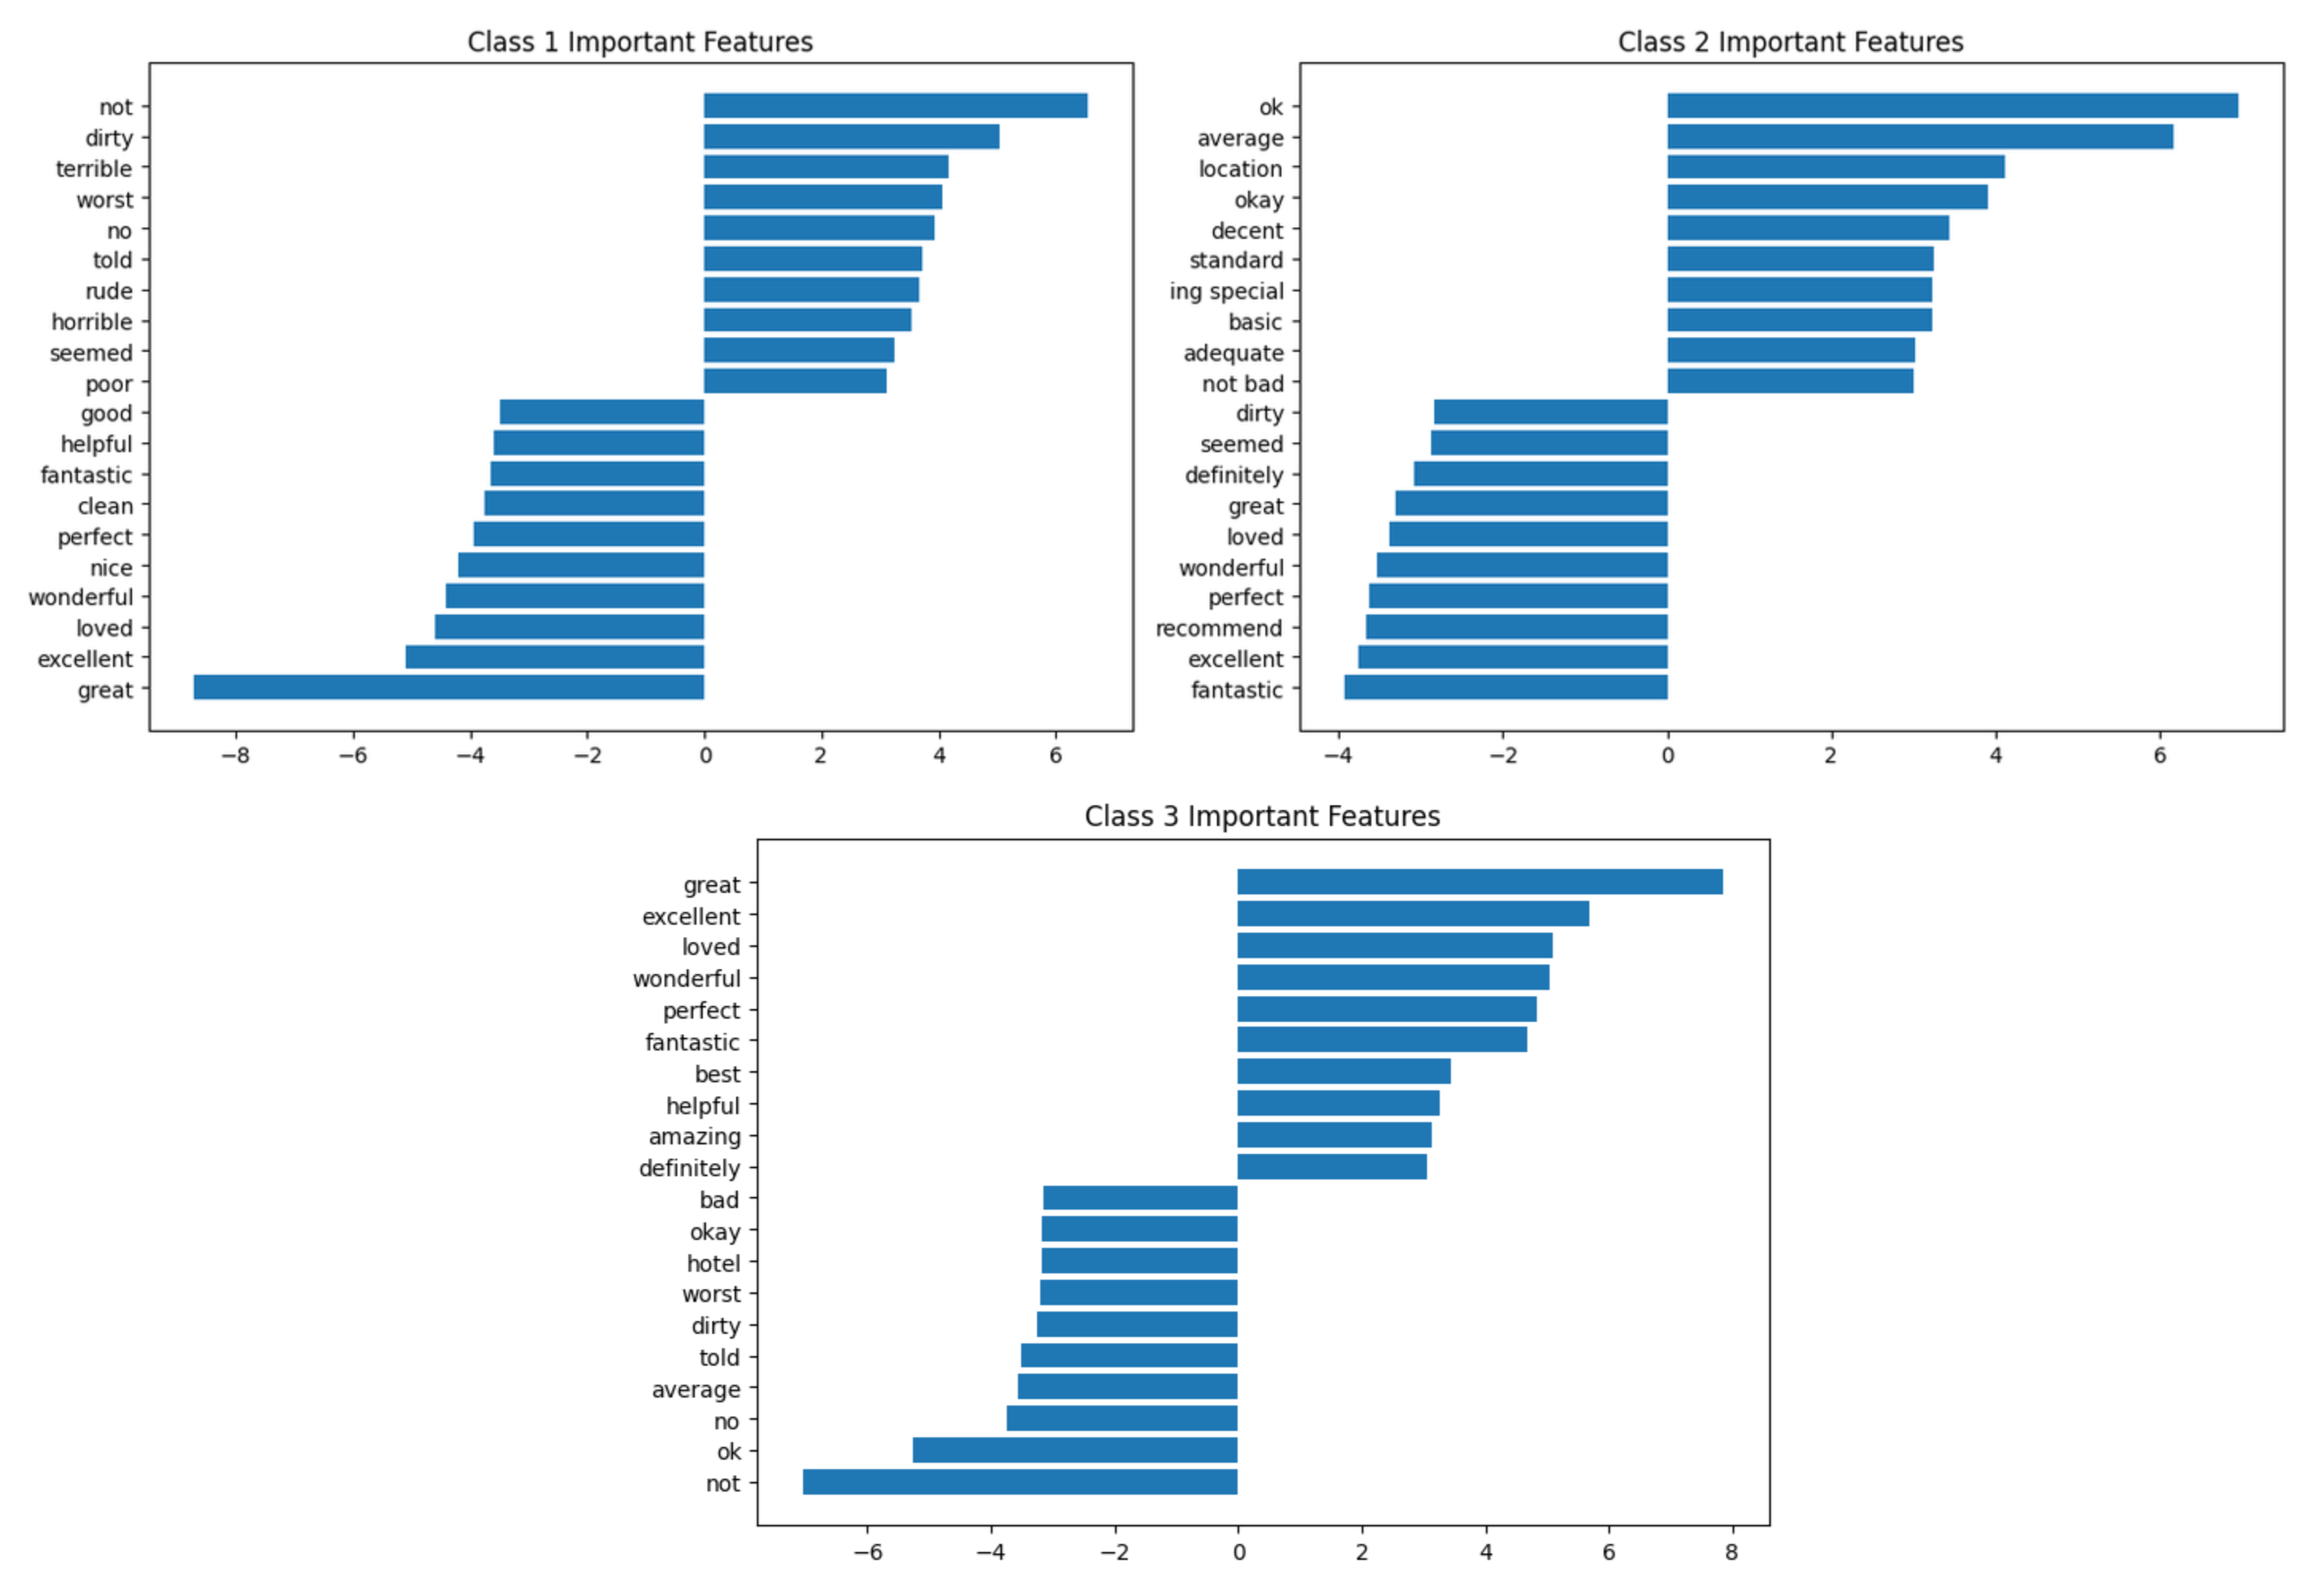 Class 1 Important Features
not
dirty
terrible
worst
no
told
rude
horrible
seemed
poor
good
helpful
fantastic
clean
perfect
nice
wonderful
loved
excellent
great
−8 −6 −4 −2 0 2 4 6
Class 2 Important Features
ok
average
location
okay
decent
standard
ing special
basic
adequate
not bad
dirty
seemed
definitely
great
loved
wonderful
perfect
recommend
excellent
fantastic
−4 −2 0 2 4 6
Class 3 Important Features
great
excellent
loved
wonderful
perfect
fantastic
best
helpful
amazing
definitely
bad
okay
hotel
worst
dirty
told
average
no
ok
not
−6 −4 −2 0 2 4 6 8